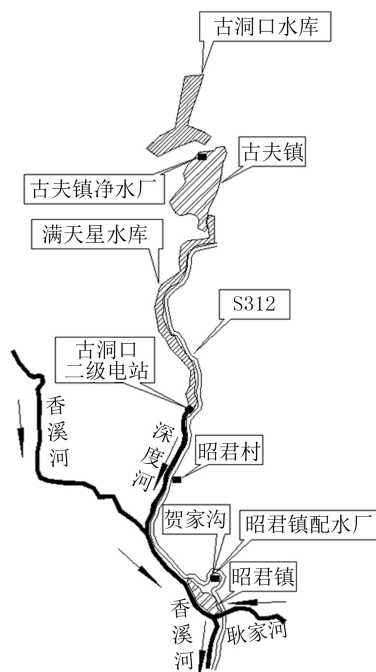 古洞口水库
古夫镇
古夫镇净水厂
满天星水库
S312
古洞口
二级电站
香溪河
深度河
昭君村
贺家沟
昭君镇配水厂
昭君镇
香溪河
耿家河